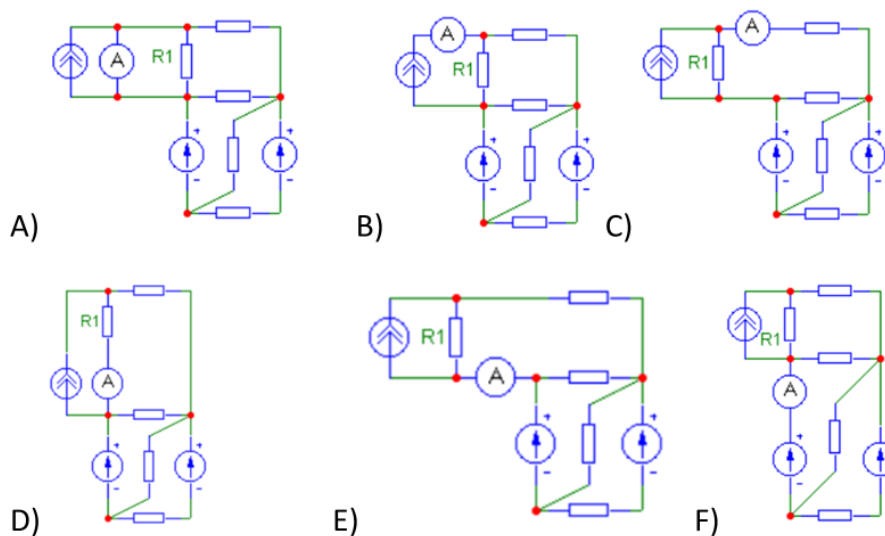 A R1 + - + -
A)
A R1 + - + -
B)
A R1 + - + -
C)
R1 A + - + -
D)
R1 A + - + -
E)
R1 A + - -
F)